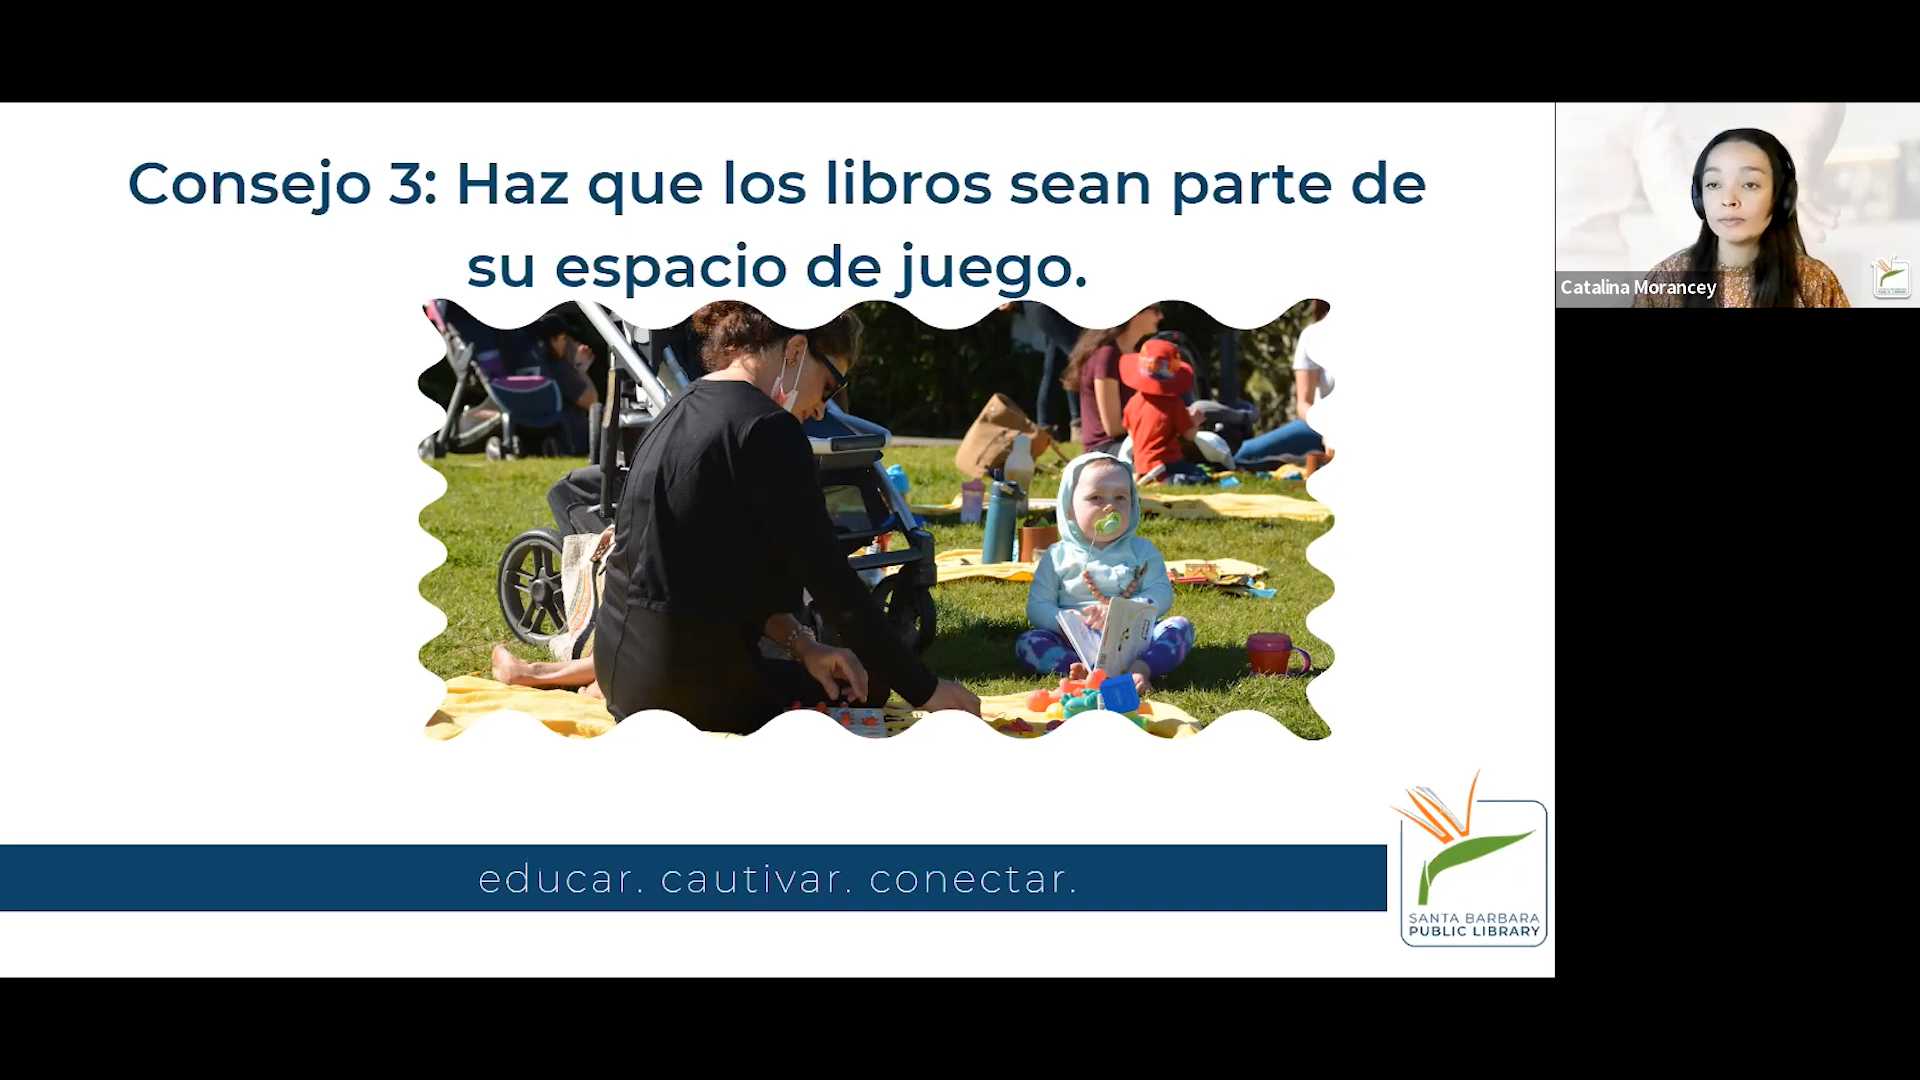 Consejo 3: Haz que los libros sean parte de
su espacio de juego.
Catalina Morancey
educar. cautivar. conectar.
SANTA BARBARA
PUBLIC LIBRARY